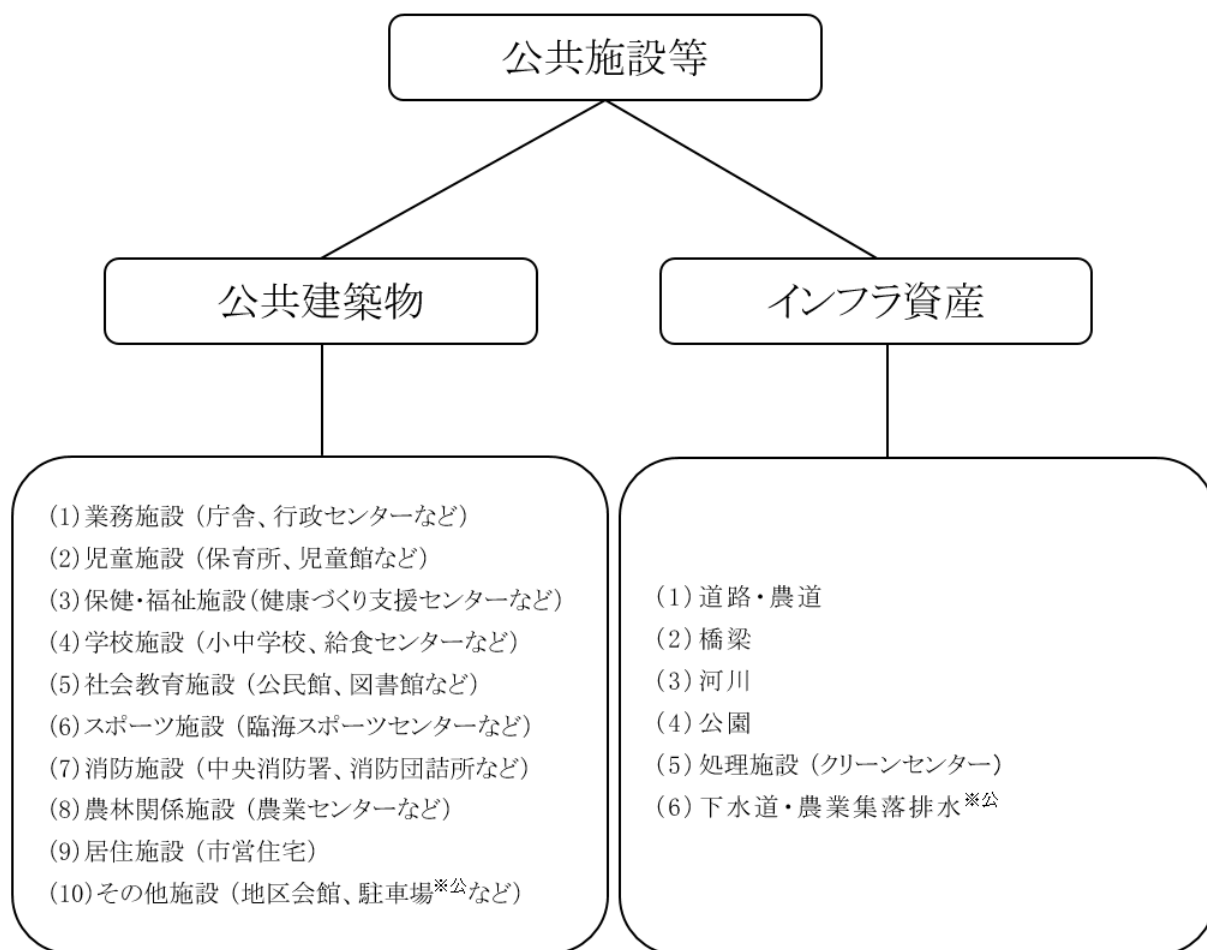 公共施設等
公共建築物
インフラ資産
(1)業務施設（庁舎、行政センターなど）
(2)児童施設（保育所、児童館など）
(3)保健・福祉施設（健康づくり支援センターなど）
(4)学校施設（小中学校、給食センターなど）
(5)社会教育施設（公民館、図書館など）
(6)スポーツ施設（臨海スポーツセンターなど）
(7)消防施設（中央消防署、消防団詰所など）
(8)農林関係施設（農業センターなど）
(9)居住施設（市営住宅）
(10)その他施設（地区会館、駐車場※公など）
(1)道路・農道
(2)橋梁
(3)河川
(4)公園
(5)処理施設（クリーンセンター）
(6)下水道・農業集落排水※公